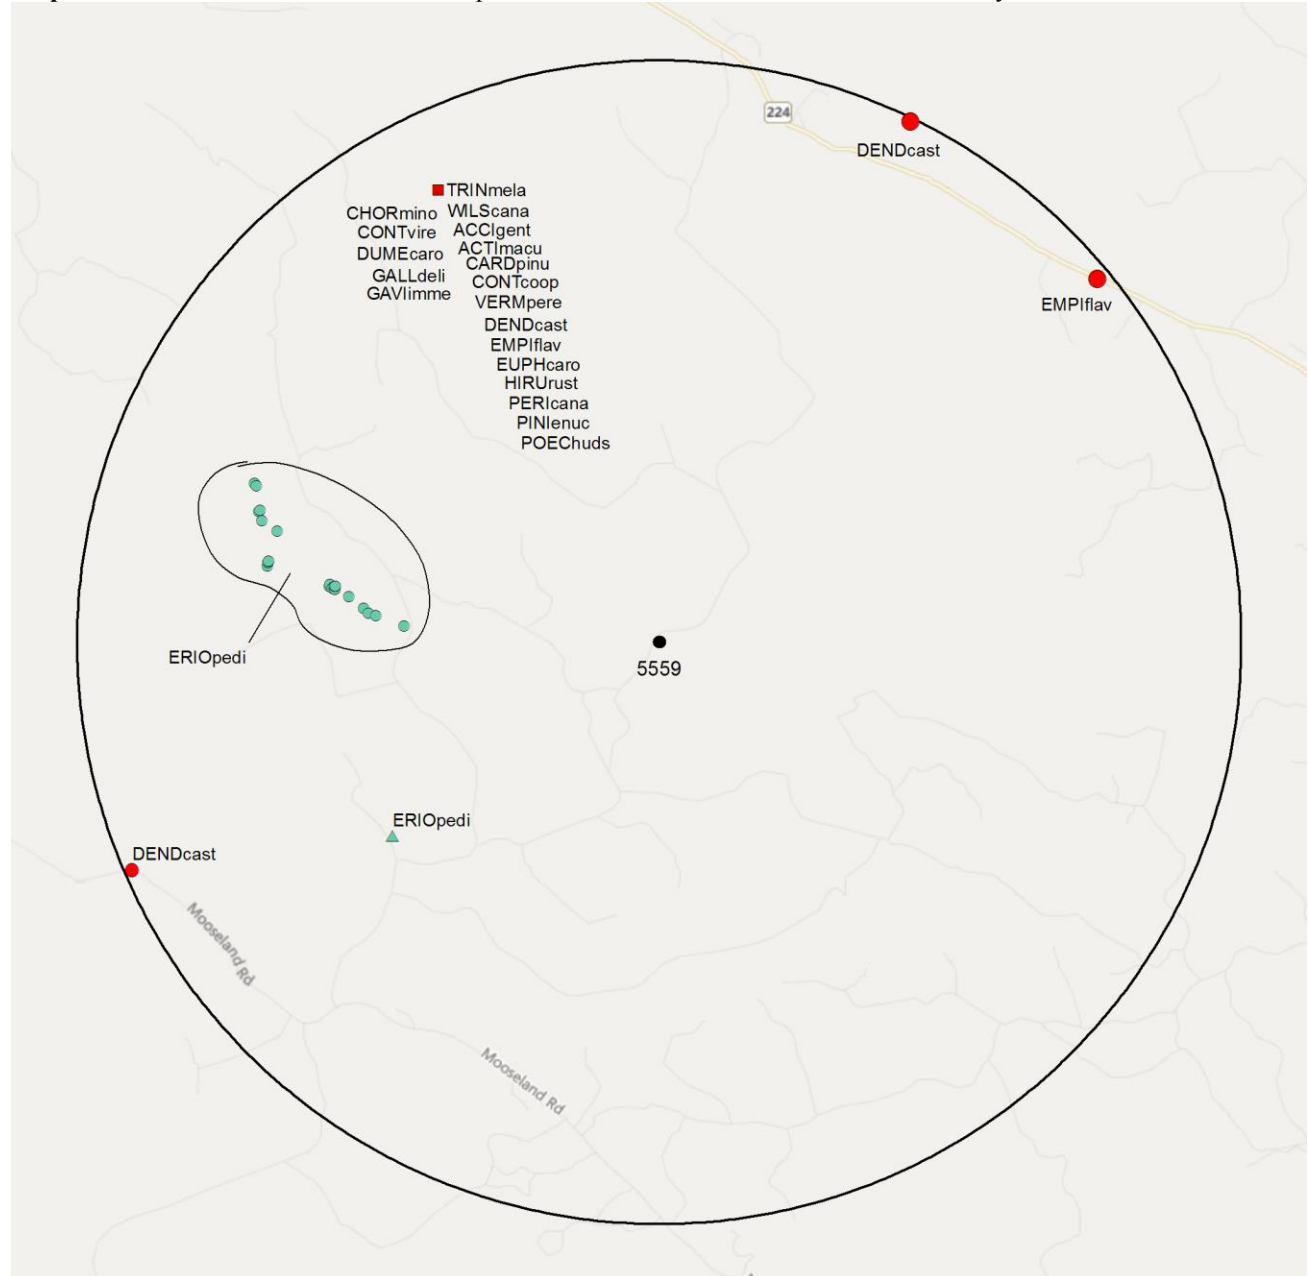 224
DENDcast
TRINmela
CHORmino WILScana
CONTvire ACCIgent
DUMEcaro ACTImacu
CARDpinu
GALLdeli CONTcoop
GAVIimme VERMpere
EMPIflav
DENDcast
EMPIflav
EUPHcaro
HIRUrust
PERIcana
PINIenuc
POEChuds
ERIOpedi
5559
ERIOpedi
DENDcast
Mooseland Rd
Mooseland Rd